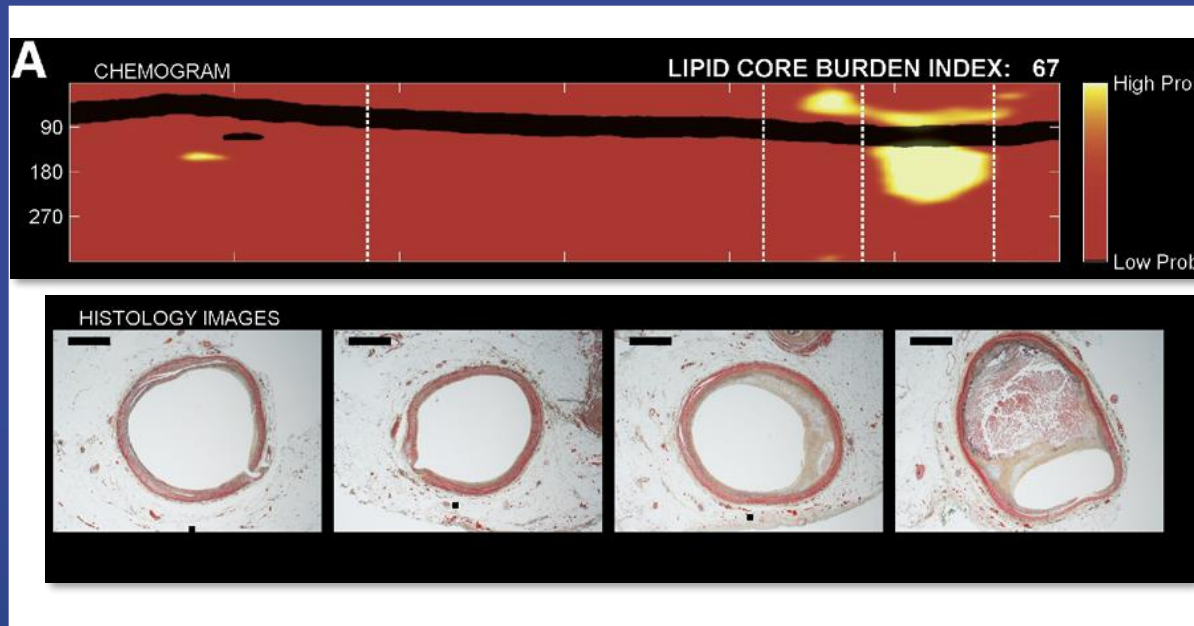 A
CHEMOGRAM
LIPID CORE BURDEN INDEX: 67
High Pro
90
180
270
Low Prob
HISTOLOGY IMAGES